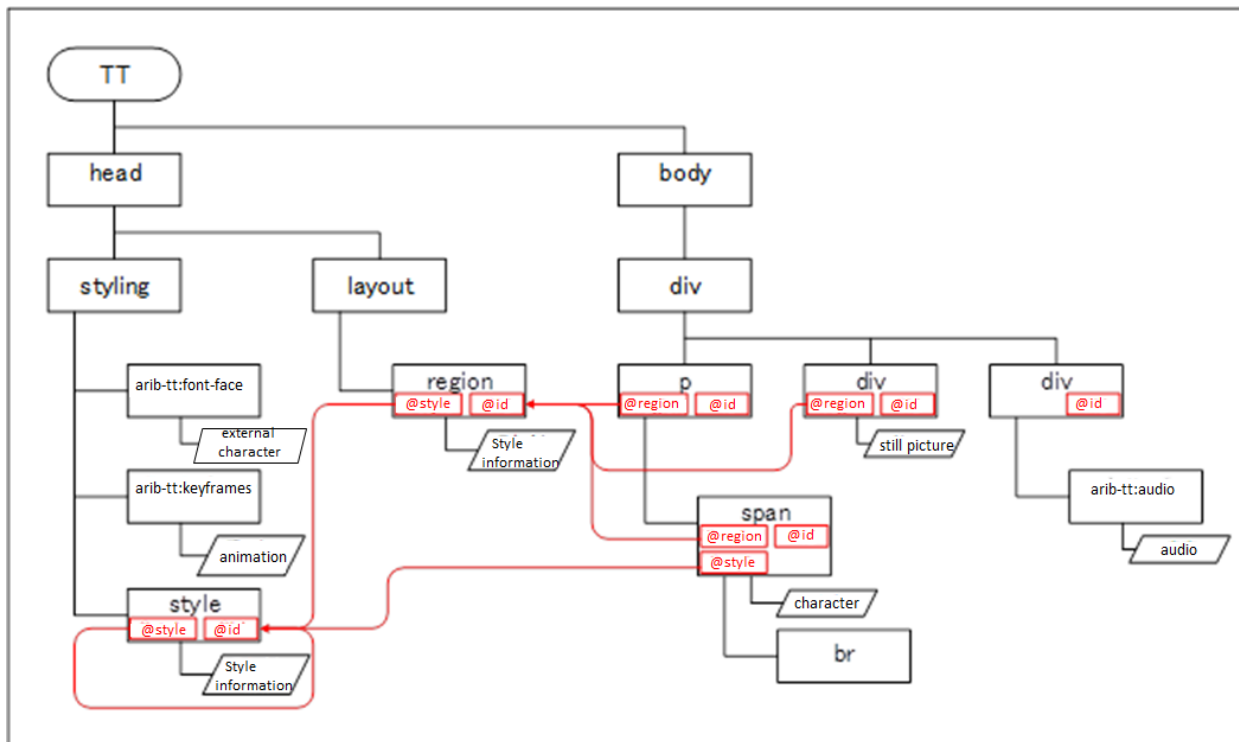 TT
head
body
styling
layout
div
arib-tt:font-face
external
character
region
@style
@id
Style
information
p
@region
@id
div
@region
@id
still picture
div
@id
arib-tt:keyframes
animation
arib-tt:audio
audio
span
@region
@id
@style
character
br
style
@style
@id
Style
information